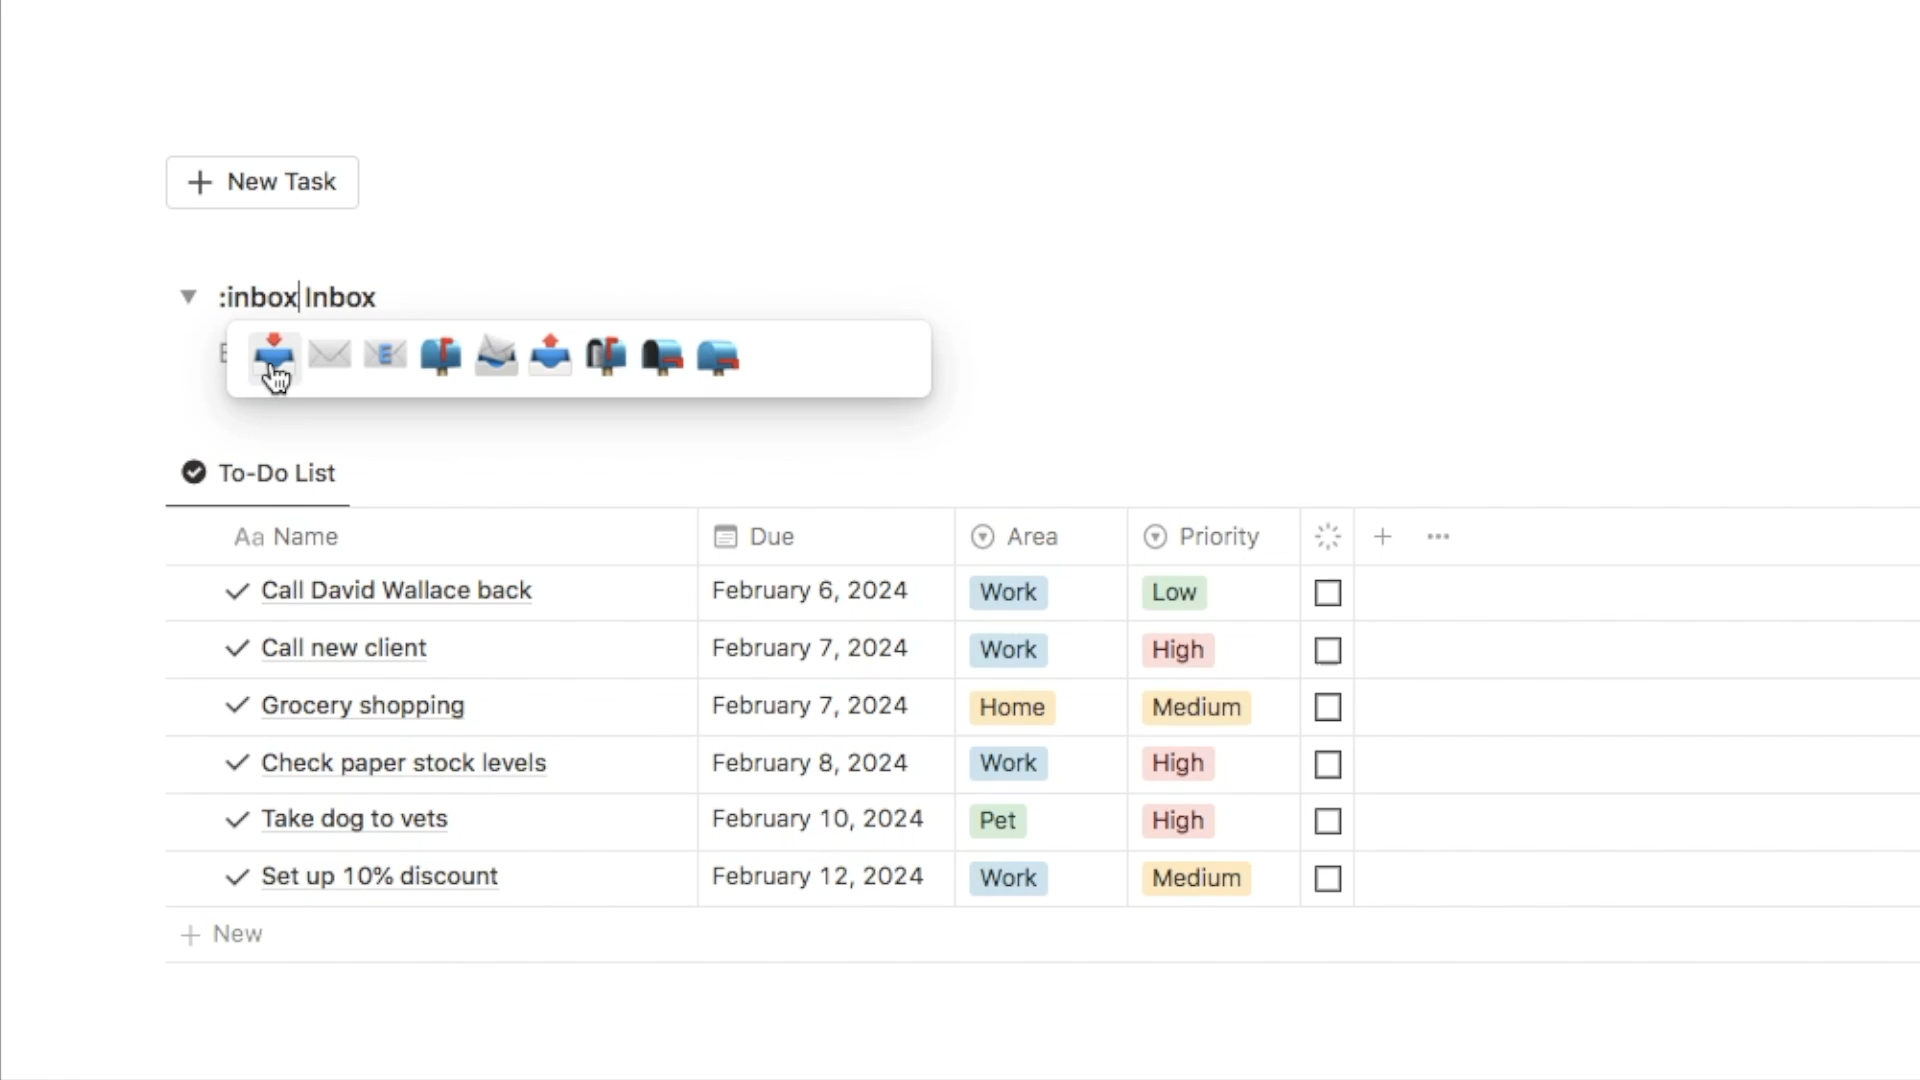 + New Task
:inbox Inbox
To-Do List
Aa Name Due Area Priority + •••
Call David Wallace back February 6, 2024 Work Low
Call new client February 7, 2024 Work High
Grocery shopping February 7, 2024 Home Medium
Check paper stock levels February 8, 2024 Work High
Take dog to vets February 10, 2024 Pet High
Set up 10% discount February 12, 2024 Work Medium
+ New